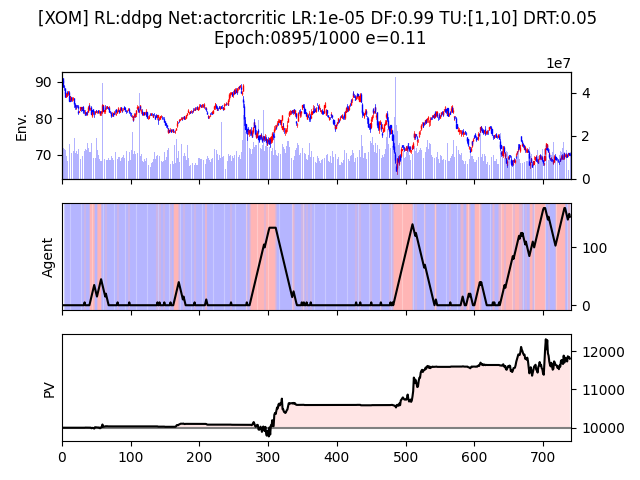 [XOM] RL:ddpg Net:actorcritic LR:1e-05 DF:0.99 TU:[1,10] DRT:0.05
Epoch:0895/1000 e=0.11
1e7
Env.
90
80
70
4
2
0
Agent
100
0
PV
12000
11000
10000
0 100 200 300 400 500 600 700